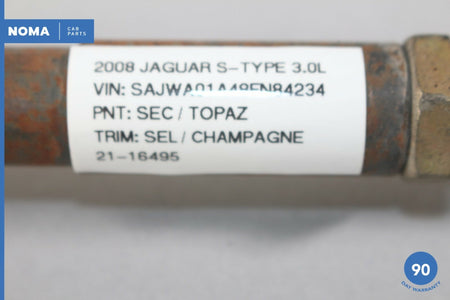 NOMA CAR PARTS
2008 JAGUAR S-TYPE 3.0L
VIN: SAJWA01A48FN84234
PNT: SEC / TOPAZ
TRIM: SEL / CHAMPAGNE
21-16495
90
DAY WARRANTY